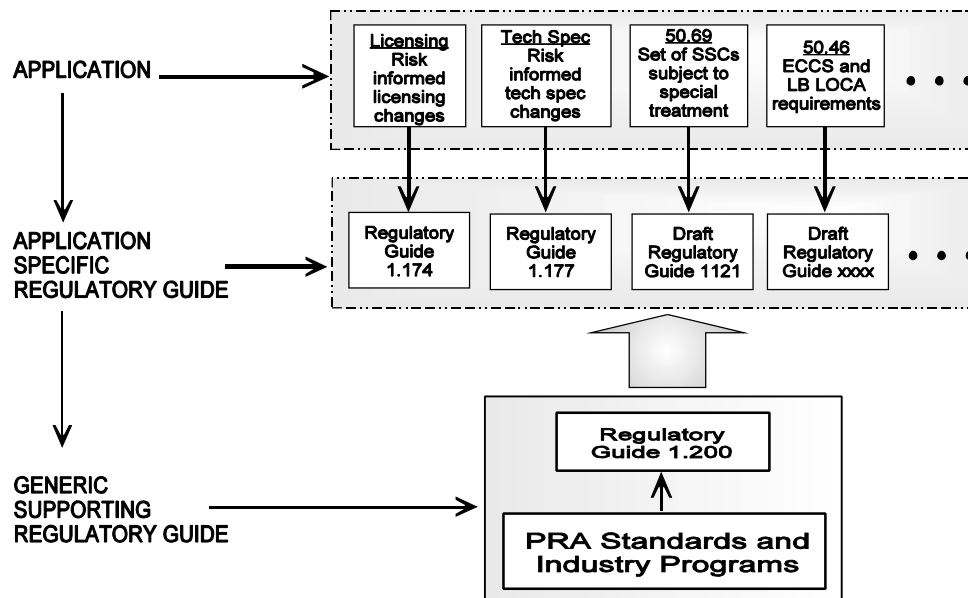 APPLICATION
Licensing
Risk
informed
licensing
changes
Tech Spec
Risk
informed
tech spec
changes
50.69
Set of SSCs
subject to
special
treatment
50.46
ECCS and
LB LOCA
requirements
• • •
APPLICATION
SPECIFIC
REGULATORY GUIDE
Regulatory
Guide
1.174
Regulatory
Guide
1.177
Draft
Regulatory
Guide 1121
Draft
Regulatory
Guide xxxx
• • •
GENERIC
SUPPORTING
REGULATORY GUIDE
Regulatory
Guide 1.200
PRA Standards and
Industry Programs